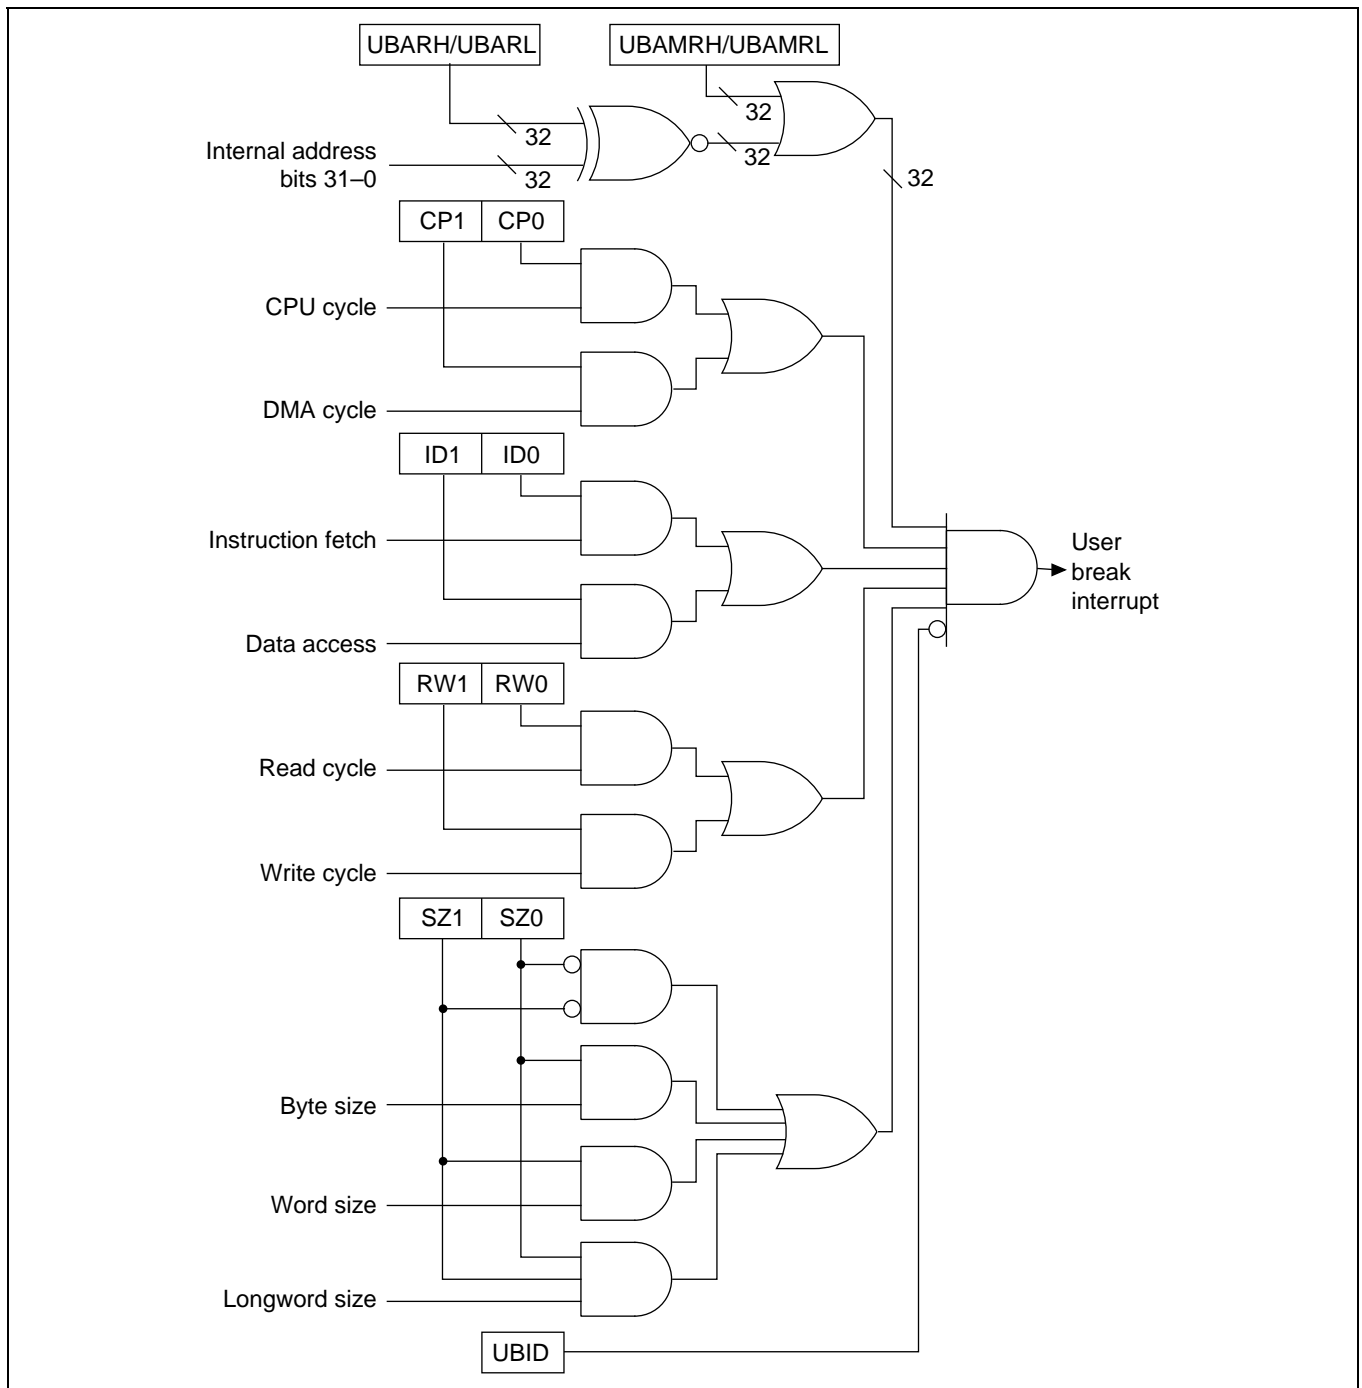 UBARH/UBARL
UBAMRH/UBAMRL
32
32
32
32
Internal address
bits 31–0
32
CP1 CP0
CPU cycle
DMA cycle
ID1 ID0
Instruction fetch
User
break
interrupt
Data access
RW1 RW0
Read cycle
Write cycle
SZ1 SZ0
Byte size
Word size
Longword size
UBID